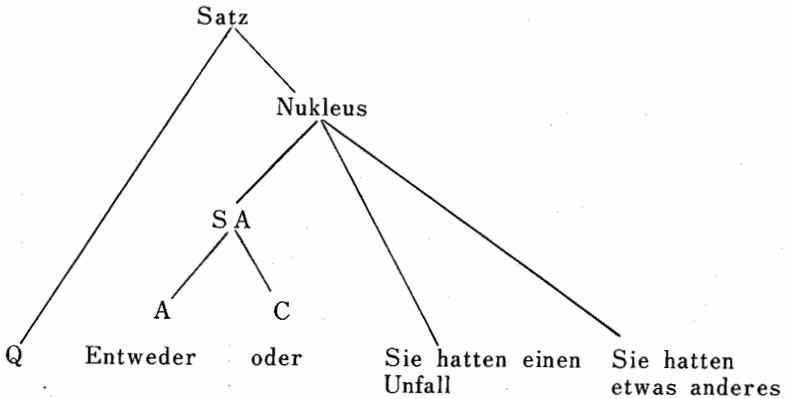 Satz
Nukleus
S A
A C
Q Entweder oder Sie hatten einen Sie hatten
Unfall etwas anderes